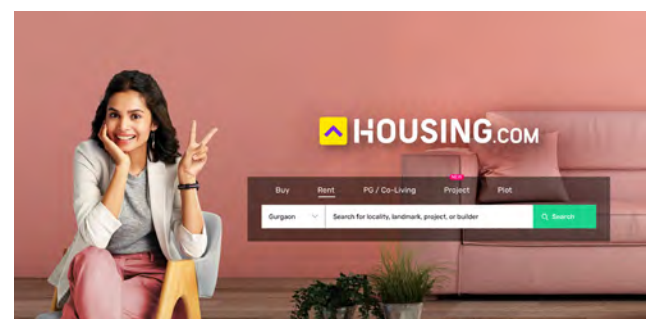 HOUSING.COM
NEW
Buy Rent PG / Co-Living Project Plot
Gurgaon Search for locality, landmark, project, or builder Search